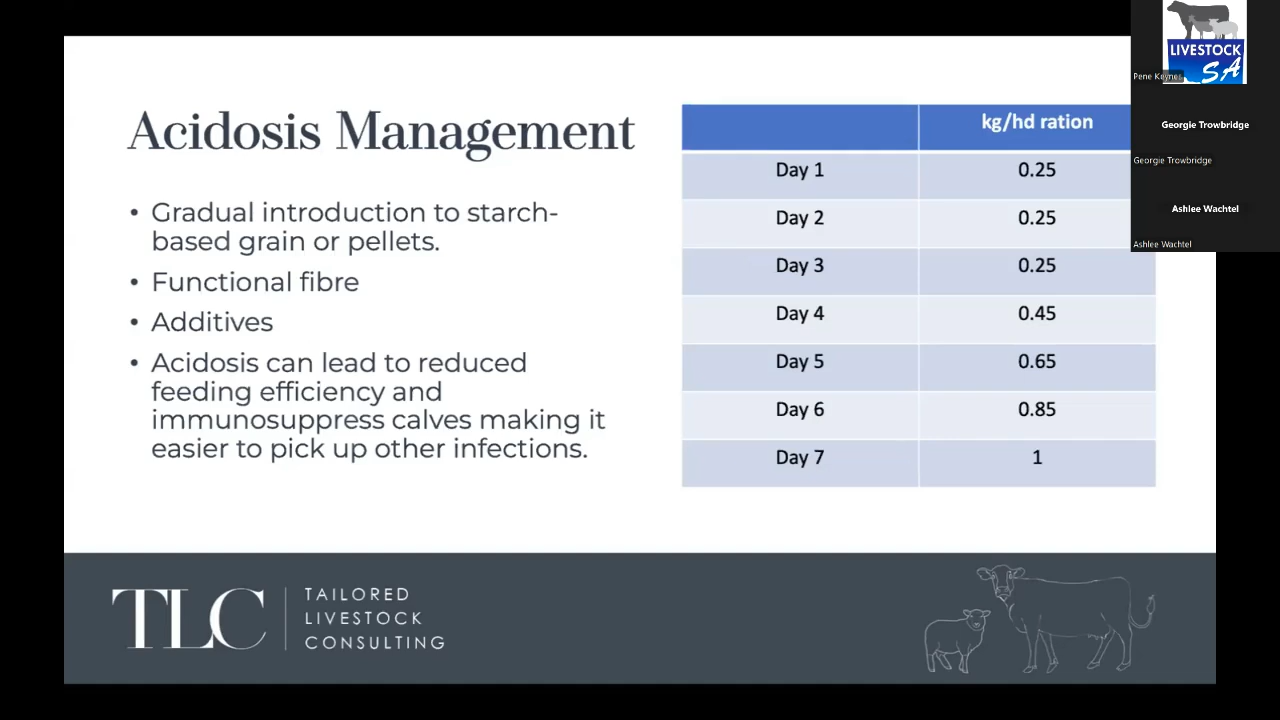 Acidosis Management
• Gradual introduction to starch-
based grain or pellets.
• Functional fibre
• Additives
• Acidosis can lead to reduced
feeding efficiency and
immunosuppress calves making it
easier to pick up other infections.
kg/hd ration
Day 1 0.25
Day 2 0.25
Day 3 0.25
Day 4 0.45
Day 5 0.65
Day 6 0.85
Day 7 1
LIVESTOCK
SA
Pene Keynes
Georgie Trowbridge
Georgie Trowbridge
Ashlee Wachtel
Ashlee Wachtel
TLC
TAILORED
LIVESTOCK
CONSULTING